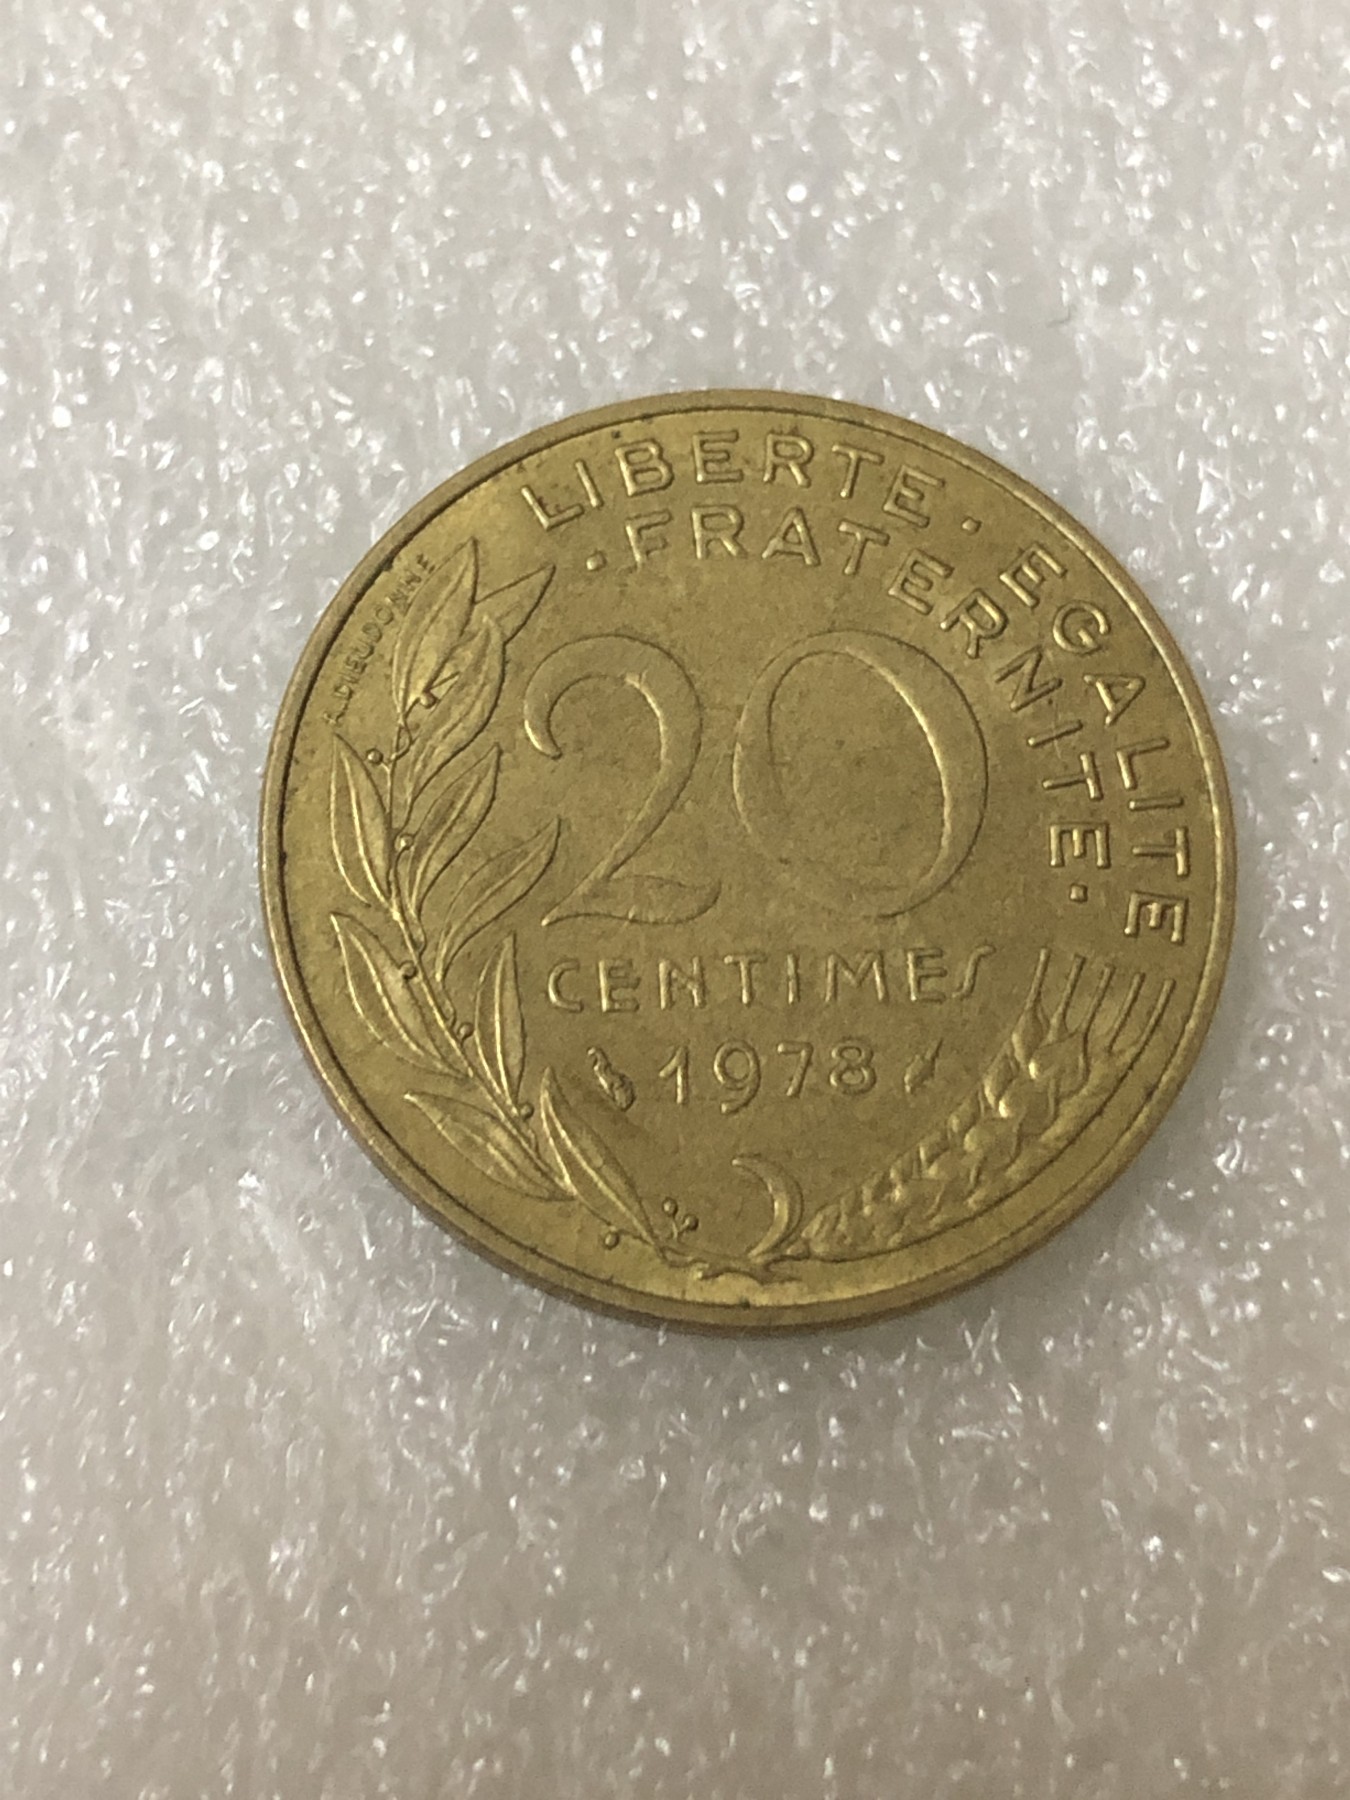 LIBERTE · EGALITE
· FRATERNITE ·
A.DIEUDONNE
20
CENTIMES
1978